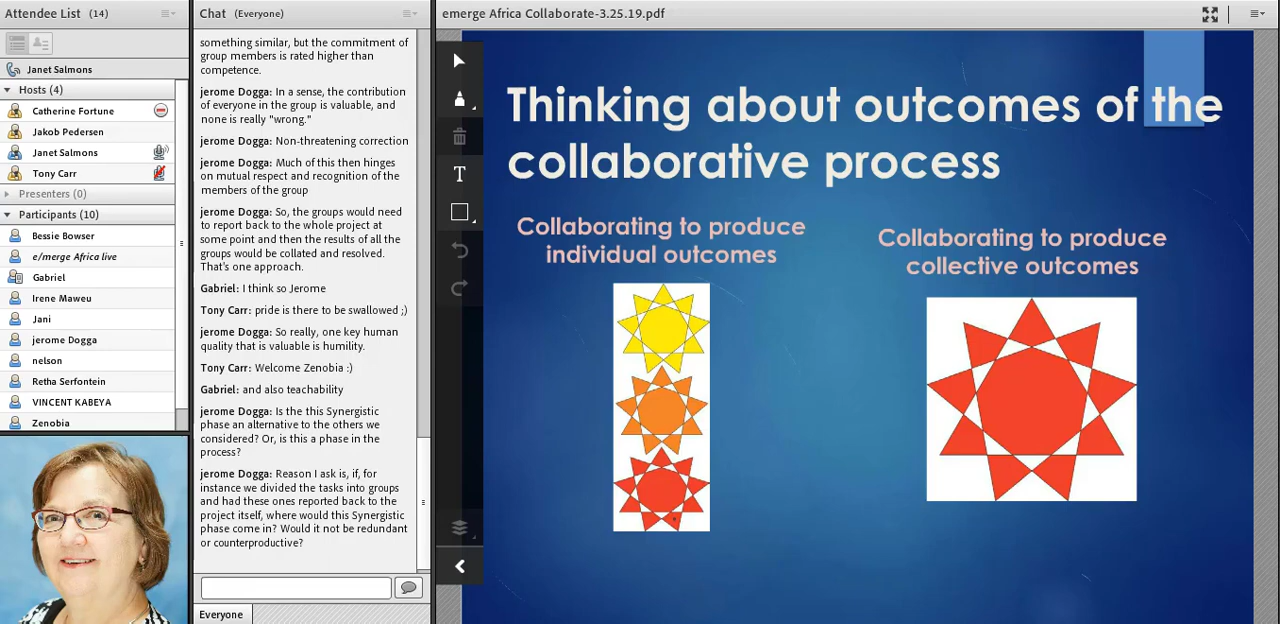 Attendee List (14)
Janet Salmons
Hosts (4)
Catherine Fortune
Jakob Pedersen
Janet Salmons
Tony Carr
Presenters (0)
Participants (10)
Bessie Bowser
e/merge Africa live
Gabriel
Irene Maweu
Jani
jerome Dogga
nelson
Retha Serfontein
VINCENT KABEYA
Zenobia
Chat (Everyone)
something similar, but the commitment of
group members is rated higher than
competence.
jerome Dogga: In a sense, the contribution
of everyone in the group is valuable, and
none is really "wrong."
jerome Dogga: Non-threatening correction
jerome Dogga: Much of this then hinges
on mutual respect and recognition of the
members of the group
jerome Dogga: So, the groups would need
to report back to the whole project at
some point and then the results of all the
groups would be collated and resolved.
That's one approach.
Gabriel: I think so Jerome
Tony Carr: pride is there to be swallowed ;)
jerome Dogga: So really, one key human
quality that is valuable is humility.
Tony Carr: Welcome Zenobia :)
Gabriel: and also teachability
jerome Dogga: Is the this Synergistic
phase an alternative to the others we
considered? Or, is this a phase in the
process?
jerome Dogga: Reason I ask is, if, for
instance we divided the tasks into groups
and had these ones reported back to the
project itself, where would this Synergistic
phase come in? Would it not be redundant
or counterproductive?
Everyone
emerge Africa Collaborate-3.25.19.pdf
T
Thinking about outcomes of the
collaborative process
Collaborating to produce
individual outcomes
Collaborating to produce
collective outcomes